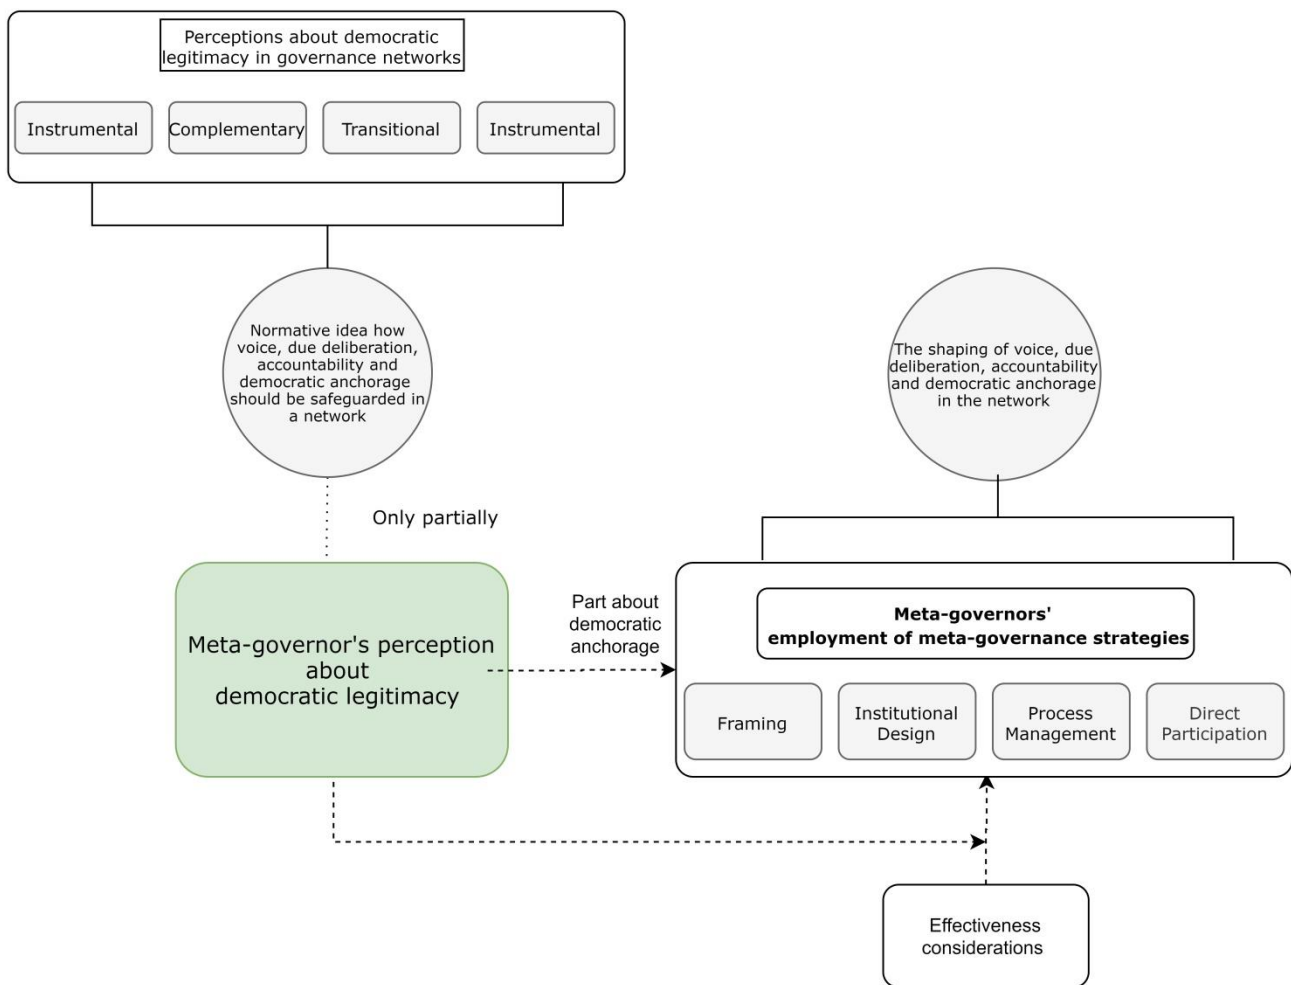 Perceptions about democratic
legitimacy in governance networks
Instrumental
Complementary
Transitional
Instrumental
Normative idea how
voice, due deliberation,
accountability and
democratic anchorage
should be safeguarded in
a network
The shaping of voice, due
deliberation, accountability
and democratic anchorage
in the network
Only partially
Meta-governor's perception
about
democratic legitimacy
Part about
democratic
anchorage
Meta-governors'
employment of meta-governance strategies
Framing
Institutional
Design
Process
Management
Direct
Participation
Effectiveness
considerations